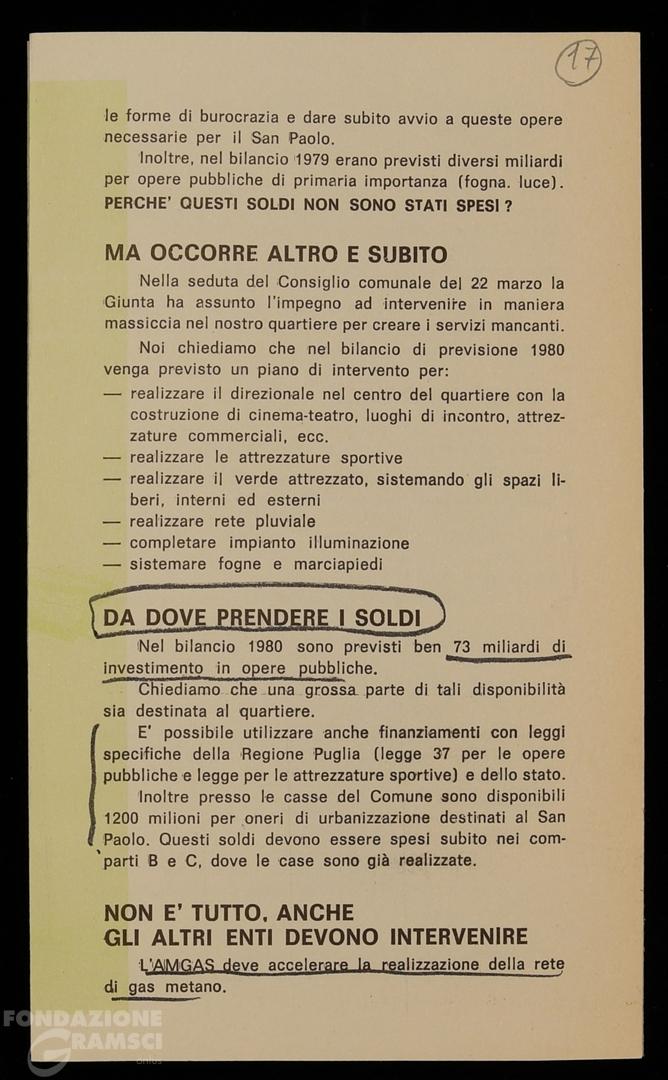 17
le forme di burocrazia e dare subito avvio a queste opere
necessarie per il San Paolo.
Inoltre, nel bilancio 1979 erano previsti diversi miliardi
per opere pubbliche di primaria importanza (fogna. luce).
PERCHE' QUESTI SOLDI NON SONO STATI SPESI ?
MA OCCORRE ALTRO E SUBITO
Nella seduta del Consiglio comunale del 22 marzo la
Giunta ha assunto l'impegno ad intervenire in maniera
massiccia nel nostro quartiere per creare i servizi mancanti.
Noi chiediamo che nel bilancio di previsione 1980
venga previsto un piano di intervento per:
— realizzare il direzionale nel centro del quartiere con la
costruzione di cinema-teatro, luoghi di incontro, attrez-
zature commerciali, ecc.
— realizzare le attrezzature sportive
— realizzare il verde attrezzato, sistemando gli spazi li-
beri, interni ed esterni
— realizzare rete pluviale
— completare impianto illuminazione
— sistemare fogne e marciapiedi
DA DOVE PRENDERE I SOLDI
Nel bilancio 1980 sono previsti ben 73 miliardi di
investimento in opere pubbliche.
Chiediamo che una grossa parte di tali disponibilità
sia destinata al quartiere.
E' possibile utilizzare anche finanziamenti con leggi
specifiche della Regione Puglia (legge 37 per le opere
pubbliche e legge per le attrezzature sportive) e dello stato.
Inoltre presso le casse del Comune sono disponibili
1200 milioni per oneri di urbanizzazione destinati al San
Paolo. Questi soldi devono essere spesi subito nei com-
parti B e C, dove le case sono già realizzate.
NON E' TUTTO, ANCHE
GLI ALTRI ENTI DEVONO INTERVENIRE
L'AMGAS deve accelerare la realizzazione della rete
di gas metano.
FONDAZIONE
GRAMSCI
onlus